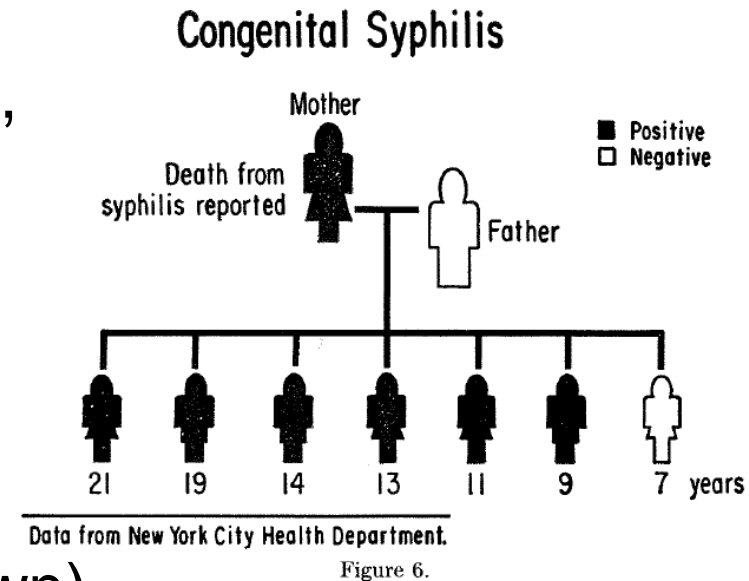 Congenital Syphilis
,
Mother
Positive
Negative
Death from
syphilis reported
Father
21 19 14 13 11 9 7 years
Data from New York City Health Department.
Figure 6.
wn)